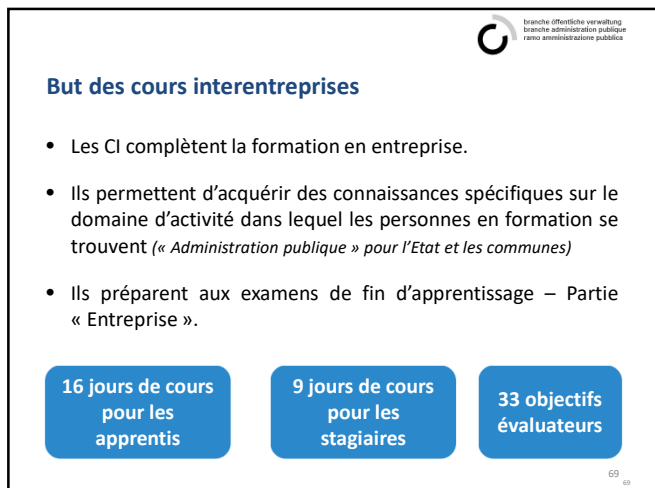 branche öffentliche verwaltung
branche administration publique
ramo amministrazione pubblica
But des cours interentreprises
• Les CI complètent la formation en entreprise.
• Ils permettent d'acquérir des connaissances spécifiques sur le
domaine d'activité dans lequel les personnes en formation se
trouvent (« Administration publique » pour l'Etat et les communes)
• Ils préparent aux examens de fin d'apprentissage – Partie
« Entreprise ».
16 jours de cours
pour les
apprentis
9 jours de cours
pour les
stagiaires
33 objectifs
évaluateurs
69
69